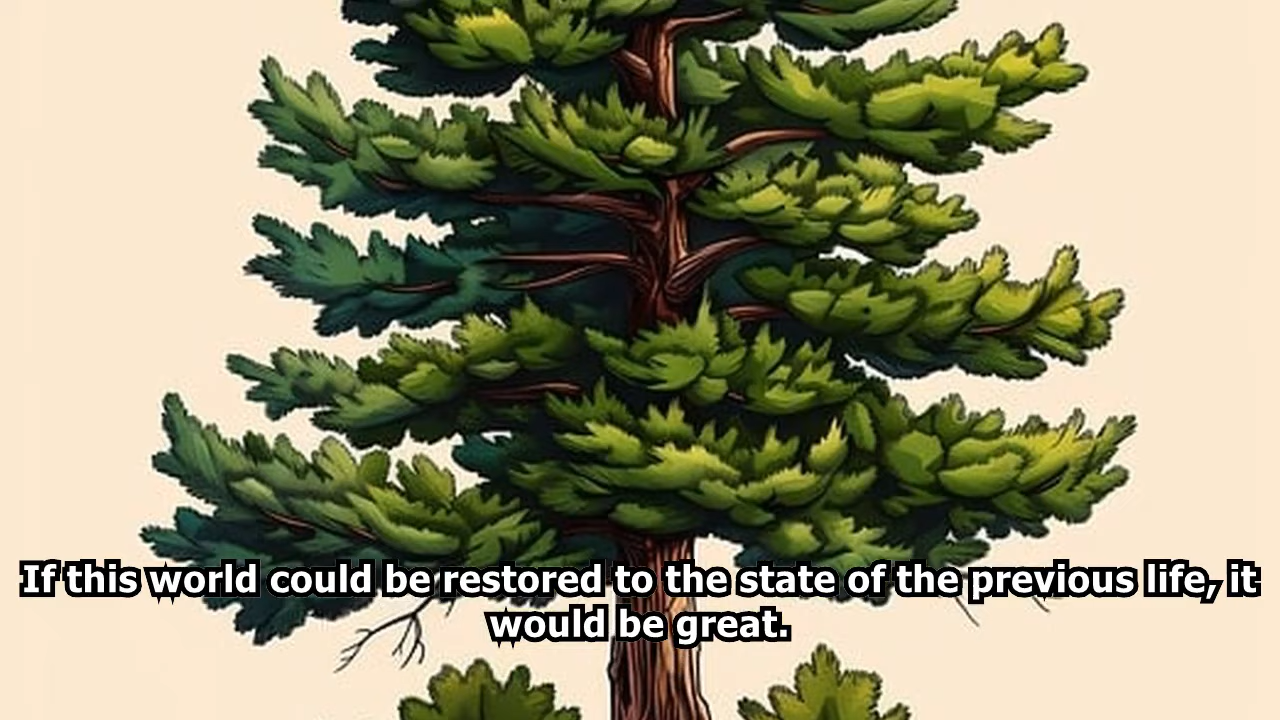 If this world could be restored to the state of the previous life, it
would be great.